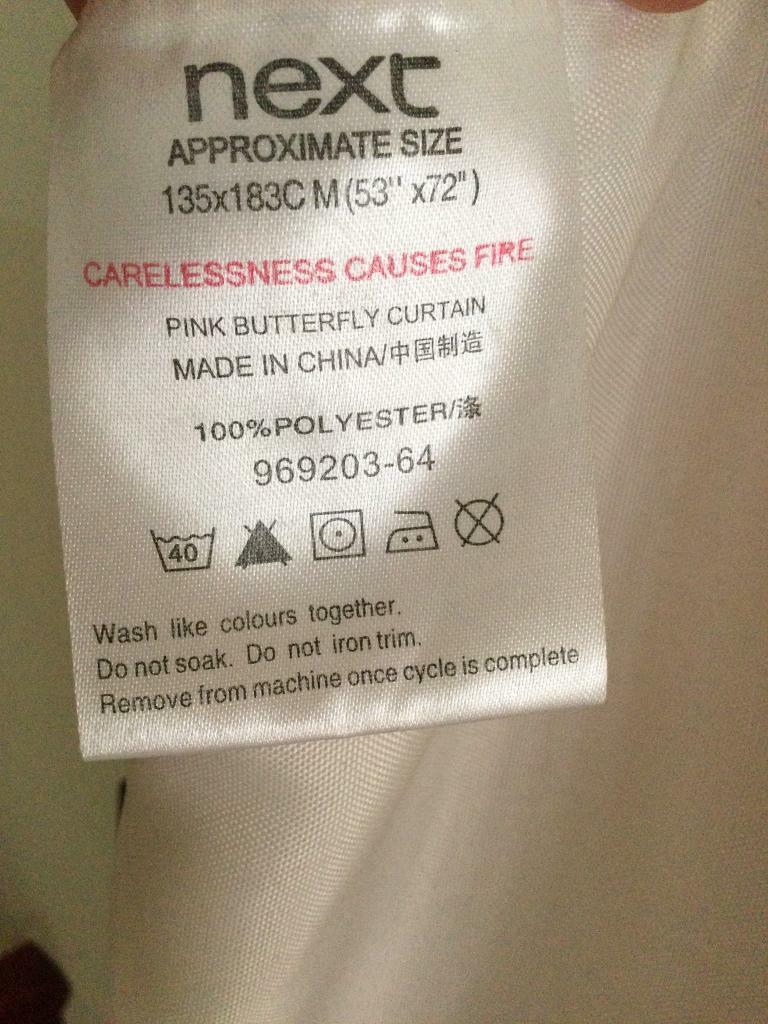 next
APPROXIMATE SIZE
135x183C M (53" x72")
CARELESSNESS CAUSES FIRE
PINK BUTTERFLY CURTAIN
MADE IN CHINA/中国制造
100%POLYESTER/涤
969203-64
40
Wash like colours together.
Do not soak. Do not iron trim.
Remove from machine once cycle is complete